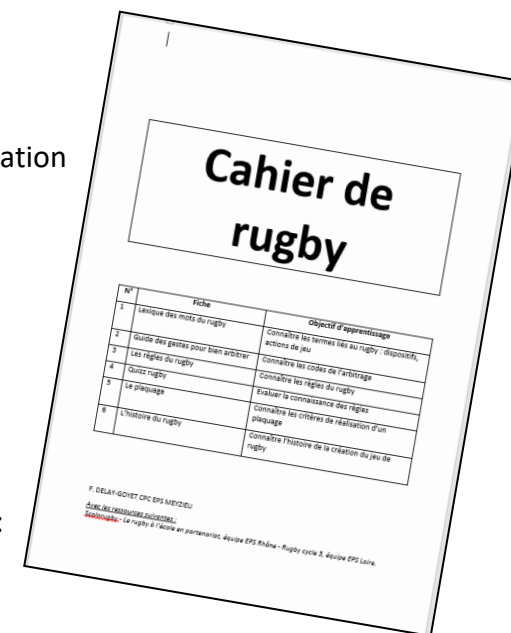 ation
:
Cahier de
rugby
N° Fiche Objectif d'apprentissage
1 Lexique des mots du rugby Connaître les termes liés au rugby : dispositifs,
actions de jeu
2 Guide des gestes pour bien arbitrer Connaître les codes de l'arbitrage
3 Les règles du rugby Connaître les règles du rugby
4 Quizz rugby Evaluer la connaissance des règles
5 Le plaquage Connaître les critères de réalisation d'un
plaquage
6 L'histoire du rugby Connaître l'histoire de la création du jeu de
rugby
F. DELAY-GOYET CPC EPS MEYZIEU
Avec les ressources suivantes :
Scolarugby - Le rugby à l'école en partenariat, équipe EPS Rhône - Rugby cycle 3, équipe EPS Loire.